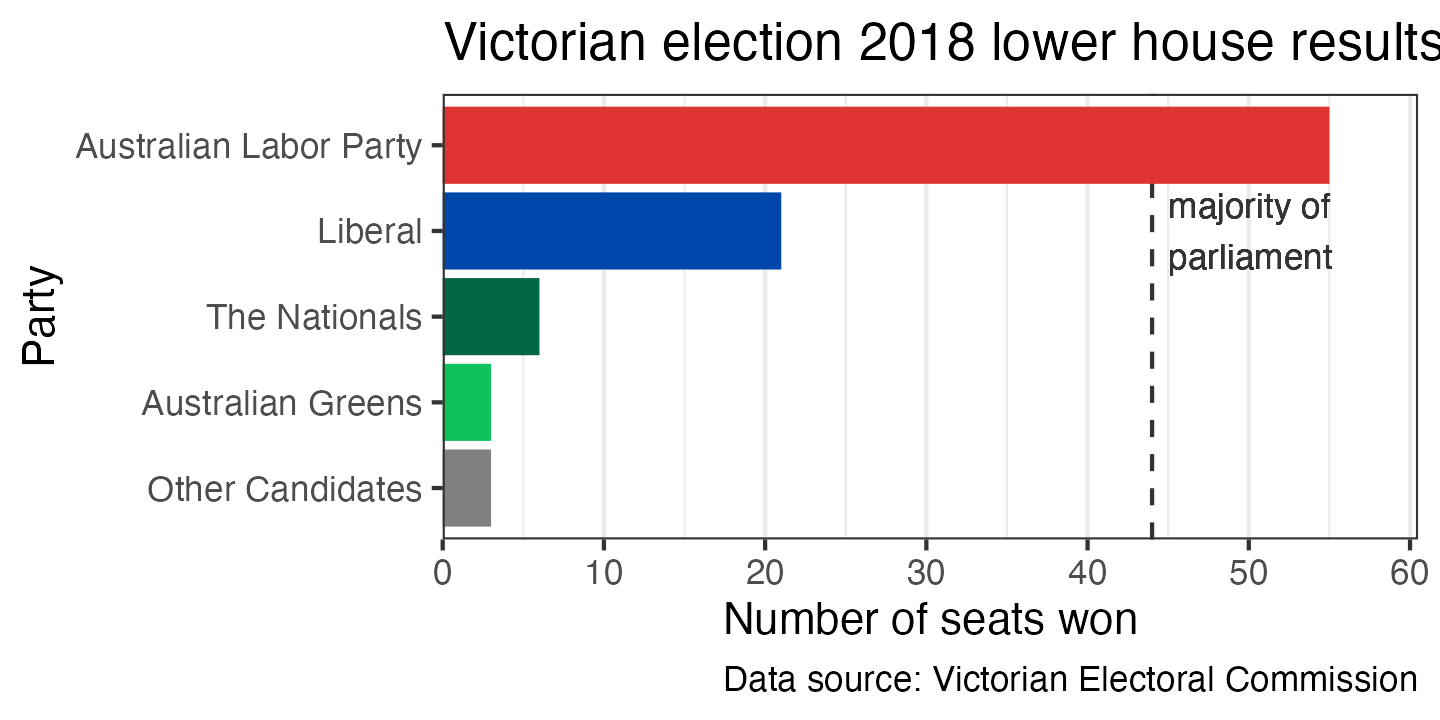 Victorian election 2018 lower house results
Australian Labor Party
majority of
Liberal
parliament
The Nationals
Party
Australian Greens
Other Candidates
0 10 20 30 40 50 60
Number of seats won
Data source: Victorian Electoral Commission